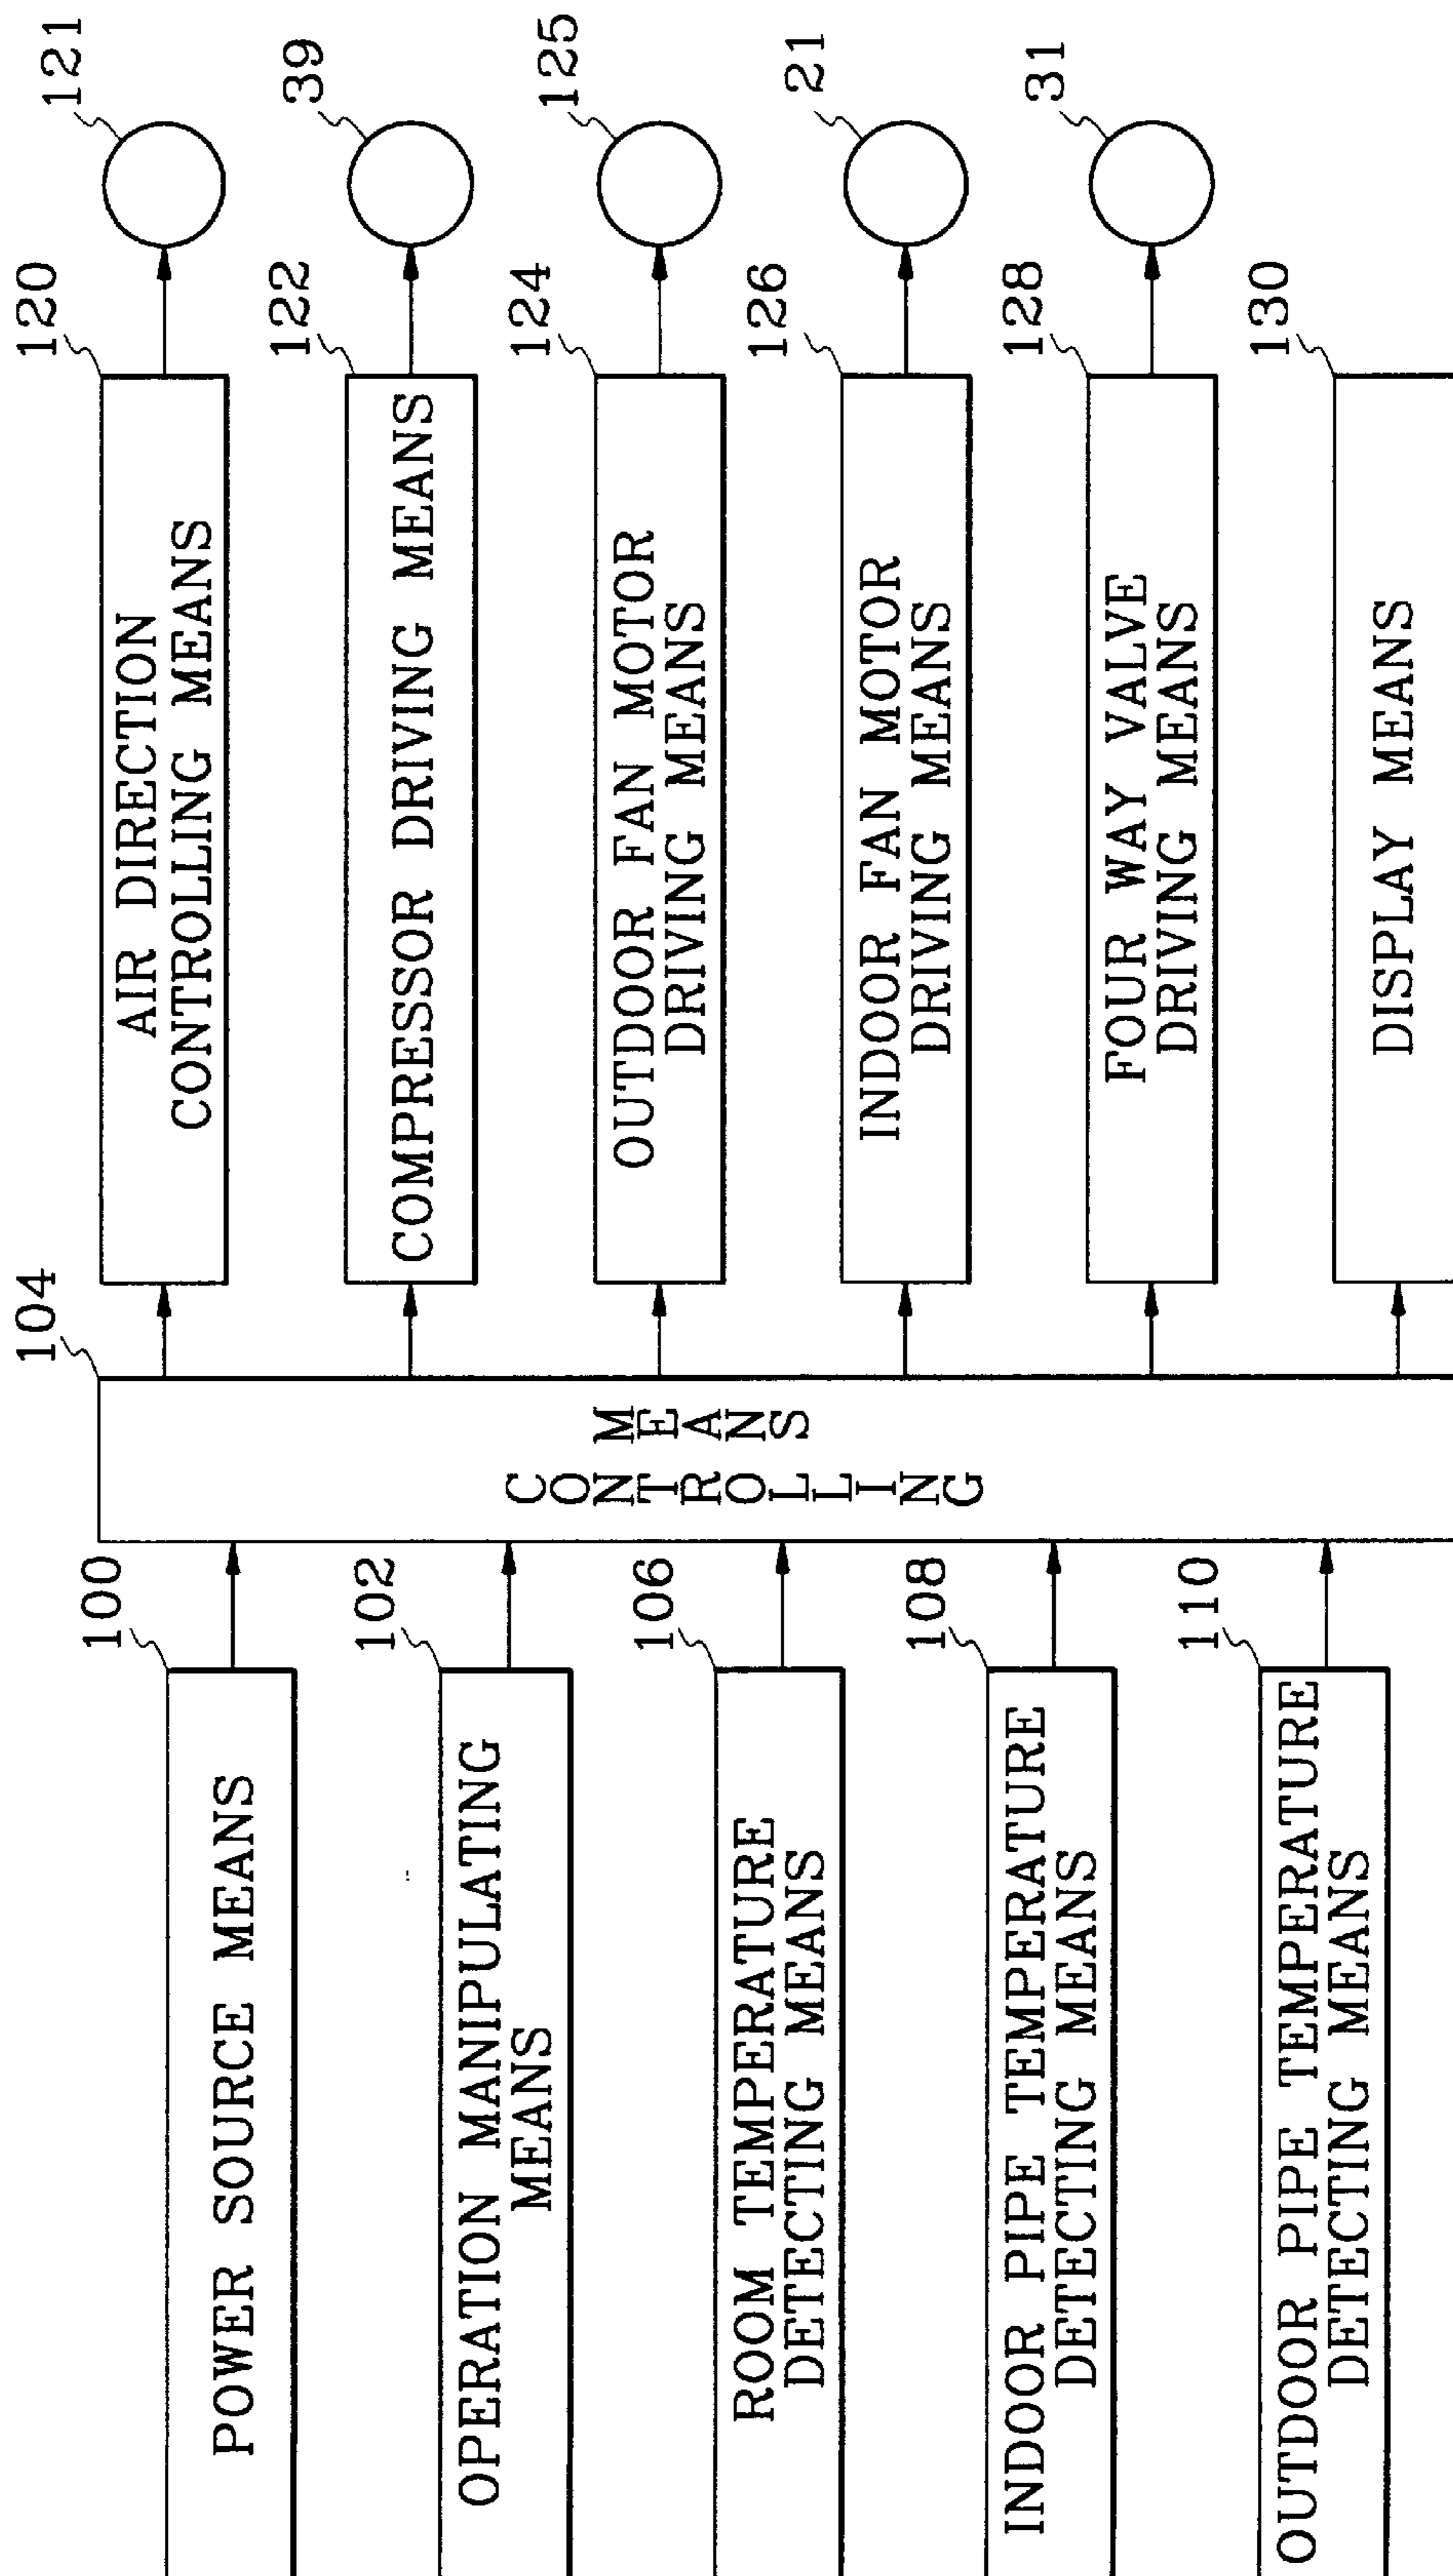 100
POWER SOURCE MEANS
102
OPERATION MANIPULATING
MEANS
106
ROOM TEMPERATURE
DETECTING MEANS
108
INDOOR PIPE TEMPERATURE
DETECTING MEANS
110
OUTDOOR PIPE TEMPERATURE
DETECTING MEANS
104
CONTROLLING
MEANS
120
AIR DIRECTION
CONTROLLING MEANS
121
122
COMPRESSOR DRIVING MEANS
39
124
OUTDOOR FAN MOTOR
DRIVING MEANS
125
126
INDOOR FAN MOTOR
DRIVING MEANS
21
128
FOUR WAY VALVE
DRIVING MEANS
31
130
DISPLAY MEANS